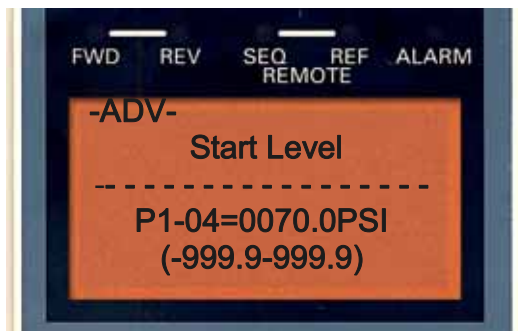 FWD REV SEQ REF ALARM
REMOTE
-ADV-
Start Level
-- - - - - - - - - - - - - - - - - -
P1-04=0070.0PSI
(-999.9-999.9)